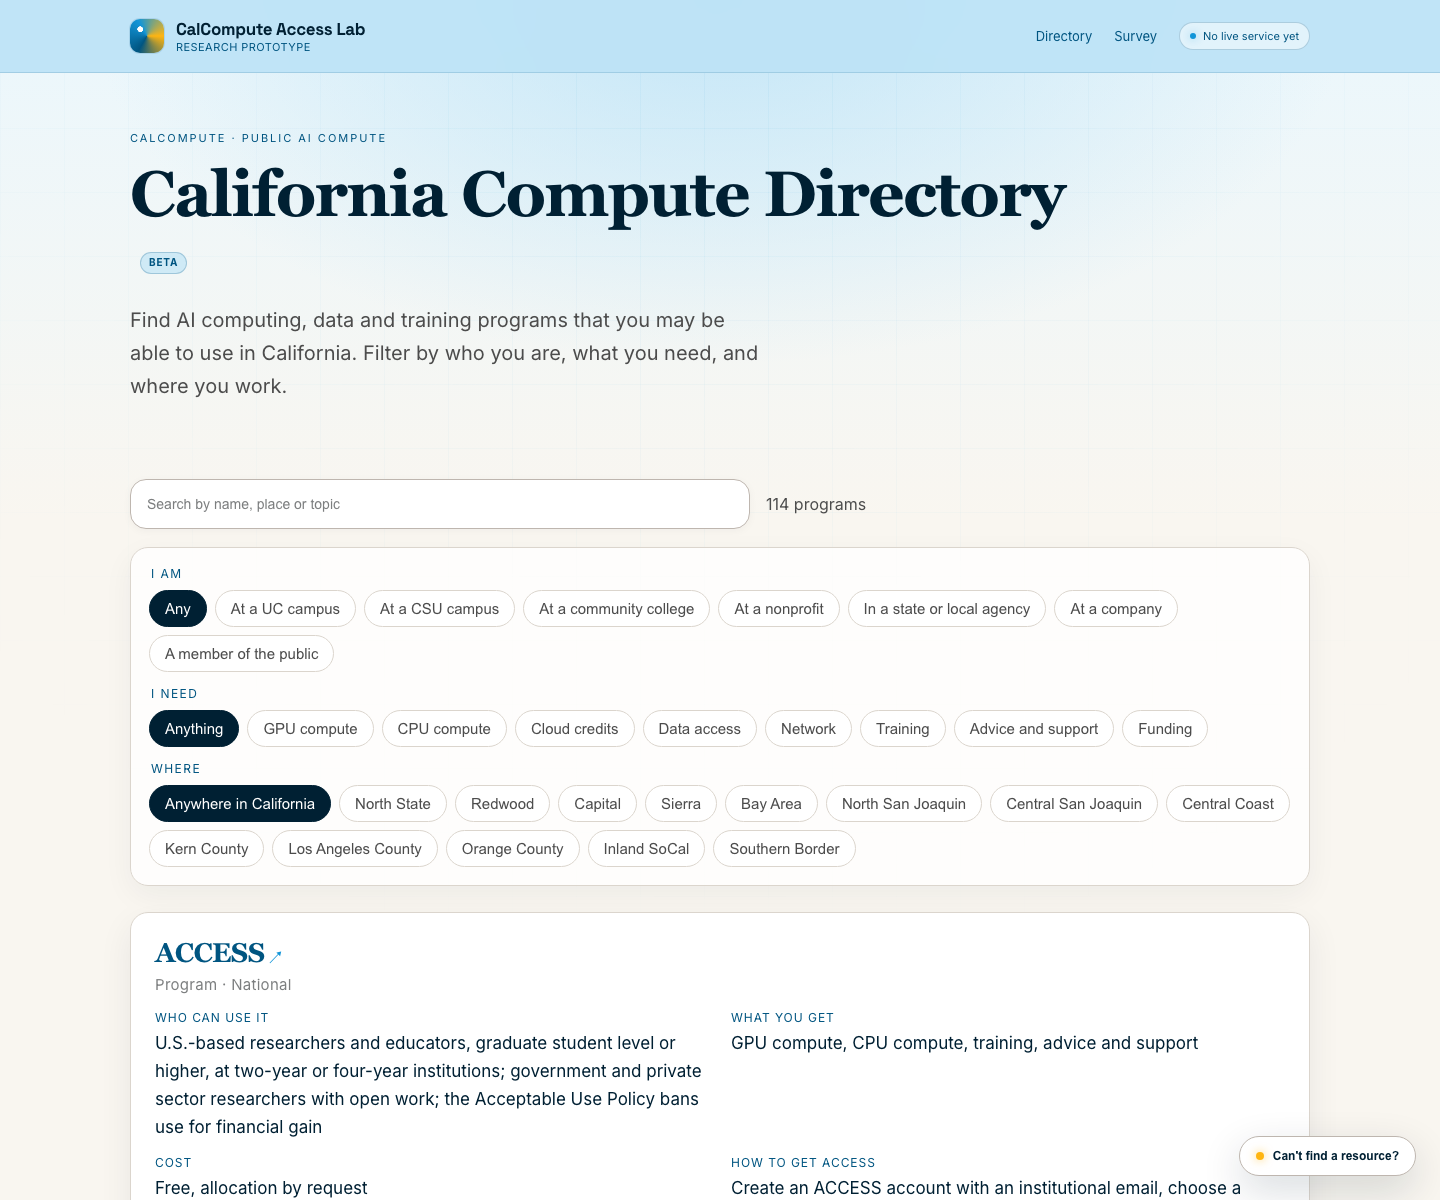 CalCompute Access Lab
RESEARCH PROTOTYPE
Directory
Survey
No live service yet
CALCOMPUTE · PUBLIC AI COMPUTE
California Compute Directory
BETA
Find AI computing, data and training programs that you may be
able to use in California. Filter by who you are, what you need, and
where you work.
Search by name, place or topic
114 programs
I AM
Any
At a UC campus
At a CSU campus
At a community college
At a nonprofit
In a state or local agency
At a company
A member of the public
I NEED
Anything
GPU compute
CPU compute
Cloud credits
Data access
Network
Training
Advice and support
Funding
WHERE
Anywhere in California
North State
Redwood
Capital
Sierra
Bay Area
North San Joaquin
Central San Joaquin
Central Coast
Kern County
Los Angeles County
Orange County
Inland SoCal
Southern Border
ACCESS ↗
Program · National
WHO CAN USE IT
U.S.-based researchers and educators, graduate student level or
higher, at two-year or four-year institutions; government and private
sector researchers with open work; the Acceptable Use Policy bans
use for financial gain
WHAT YOU GET
GPU compute, CPU compute, training, advice and support
COST
Free, allocation by request
HOW TO GET ACCESS
Create an ACCESS account with an institutional email, choose a
Can't find a resource?